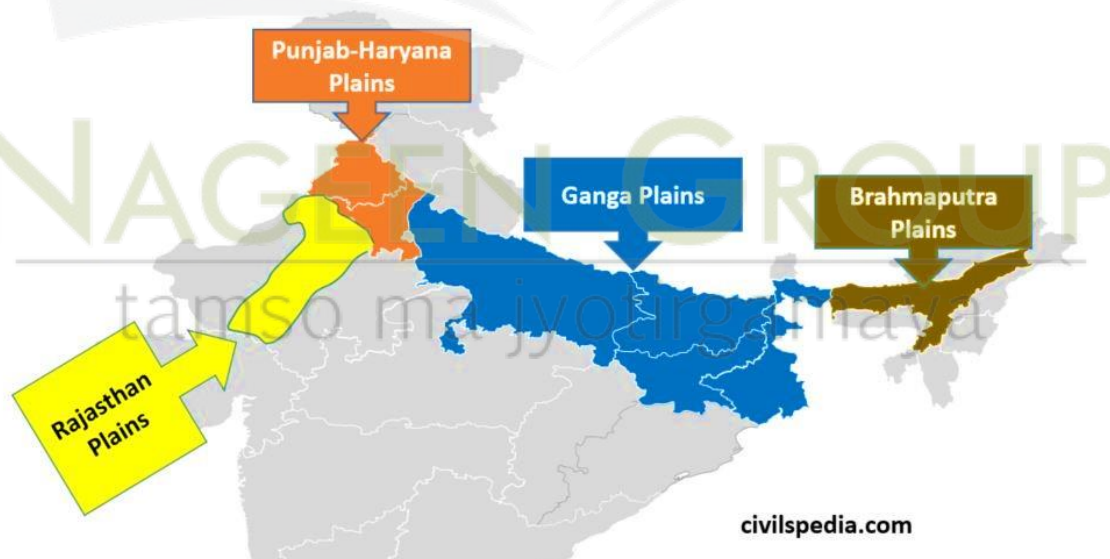 Punjab-Haryana
Plains
NAGEEN GROUP
Ganga Plains
Brahmaputra
Plains
tamso ma jyotirgamaya
Rajasthan
Plains
civilspedia.com